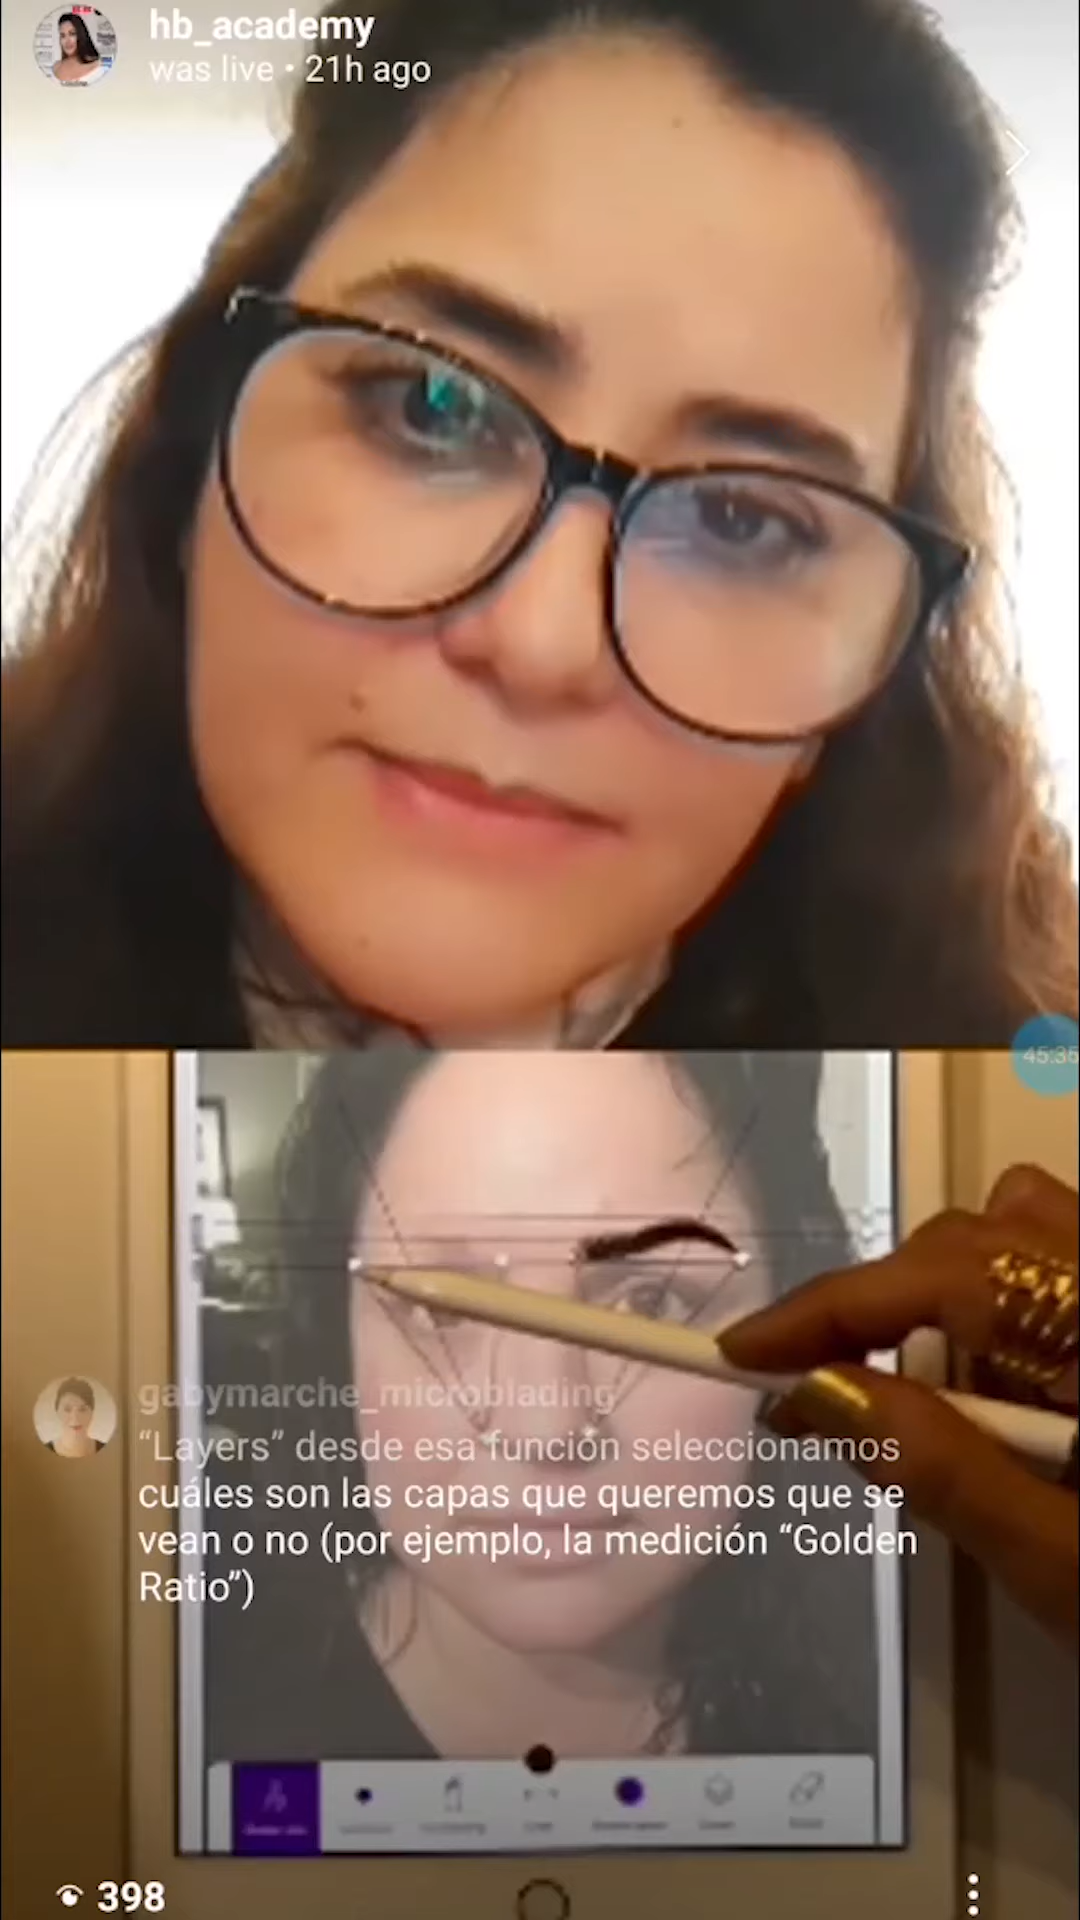 hb_academy
was live • 21h ago
45:35
gabymarche_microblading
“Layers” desde esa función seleccionamos
cuáles son las capas que queremos que se
vean o no (por ejemplo, la medición “Golden
Ratio”)
398